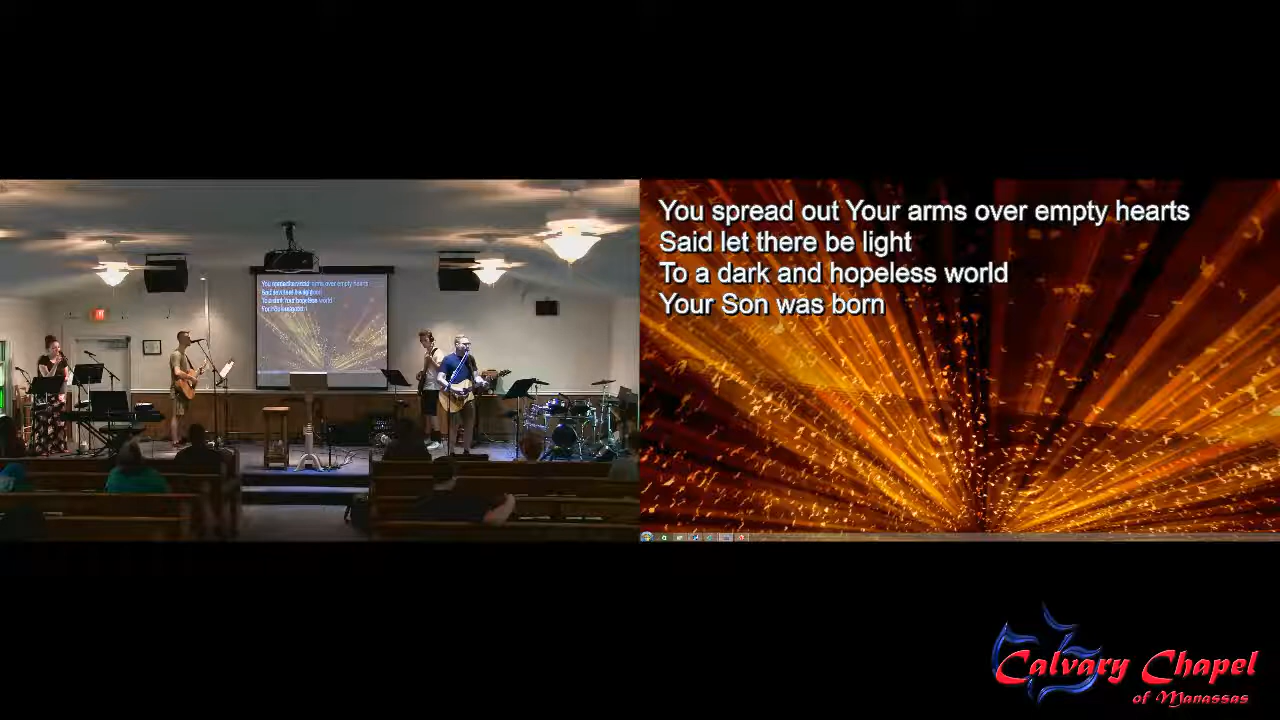 You spread out Your arms over empty hearts
Said let there be light
To a dark and hopeless world
Your Son was born
Calvary Chapel
of Manassas